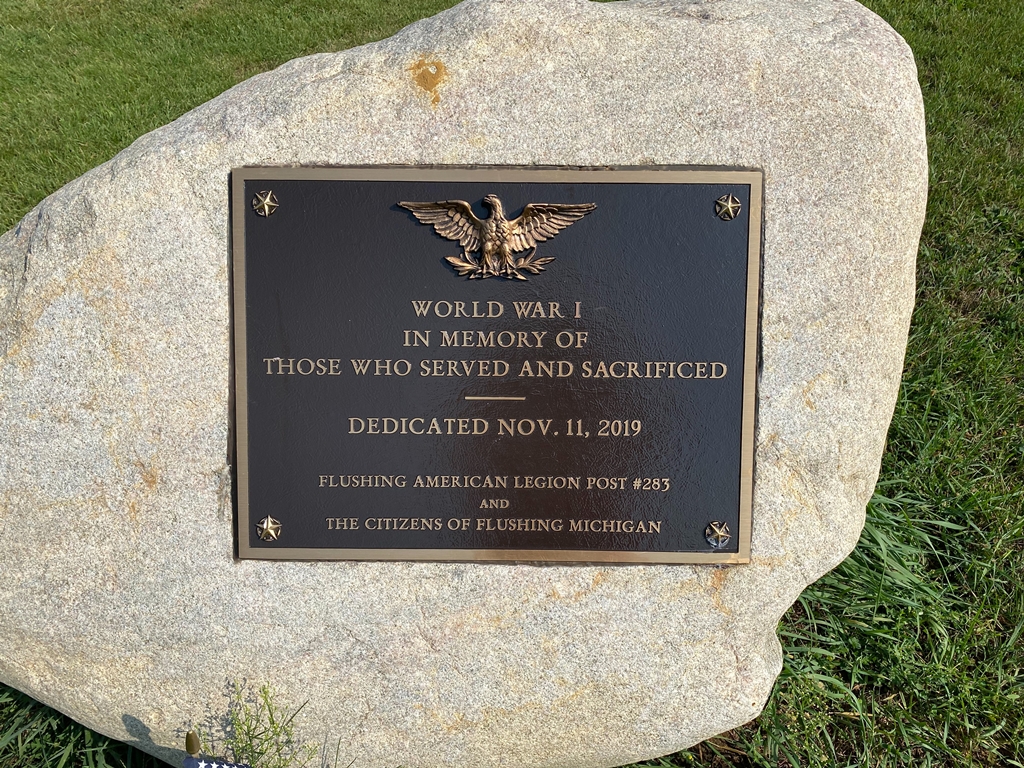 WORLD WAR I
IN MEMORY OF
THOSE WHO SERVED AND SACRIFICED
DEDICATED NOV. 11, 2019
FLUSHING AMERICAN LEGION POST #283
AND
THE CITIZENS OF FLUSHING MICHIGAN